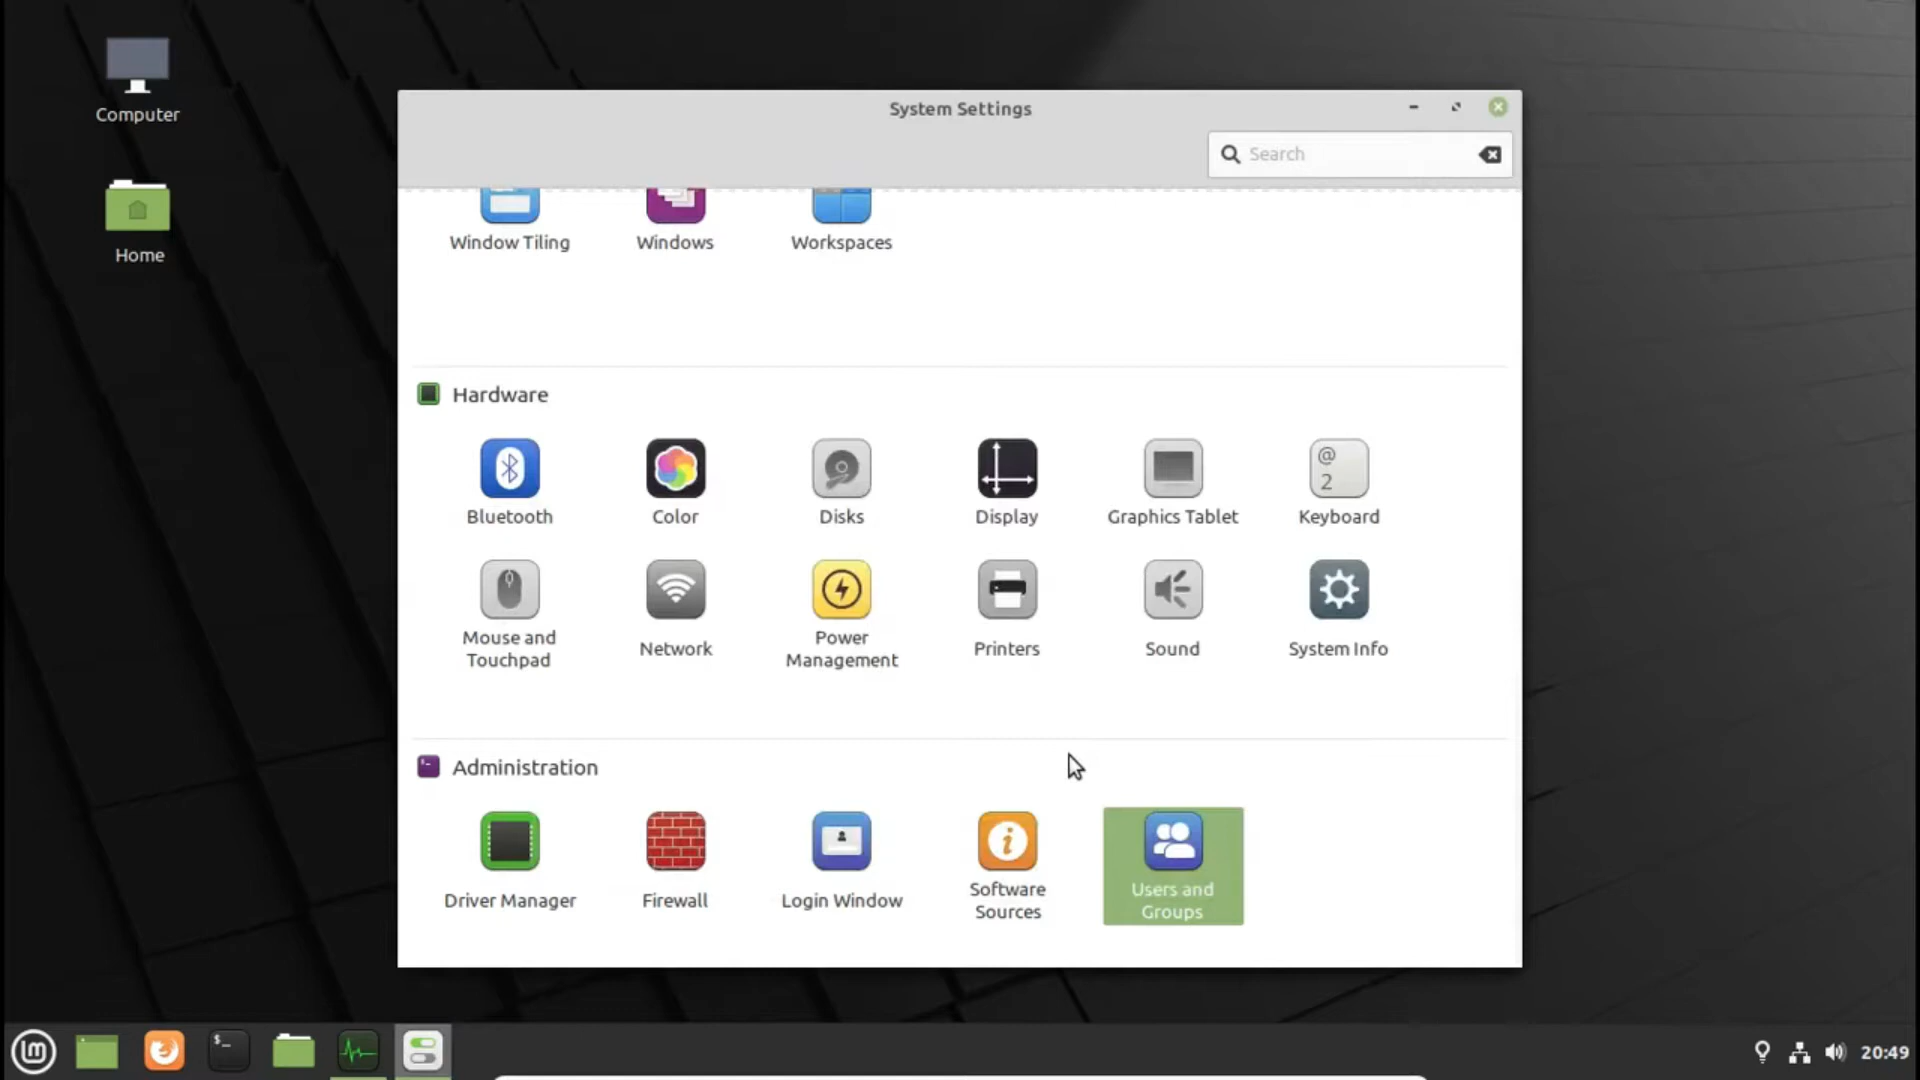 Computer
Home
System Settings
Search
Window Tiling
Windows
Workspaces
Hardware
Bluetooth
Color
Disks
Display
Graphics Tablet
@
2
Keyboard
Mouse and
Touchpad
Network
Power
Management
Printers
Sound
System Info
Administration
Driver Manager
Firewall
Login Window
Software
Sources
Users and
Groups
$_
20:49